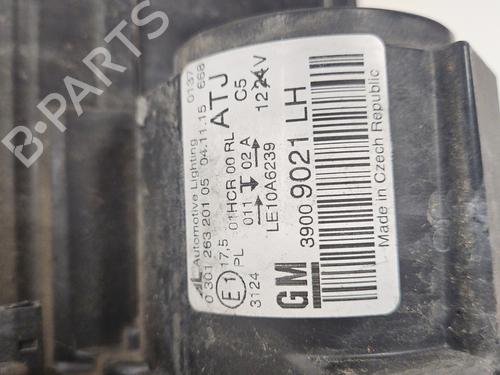 AL Automotive Lighting 0137
0 301 263 201 05 04.11.15 668
ATJ
E1 17,5 01HCR 00 RL C5
PL 011 02 A 12 24V
3124 LE10A6239
GM 3900 9021 LH
Made in Czech Republic
B-PARTS